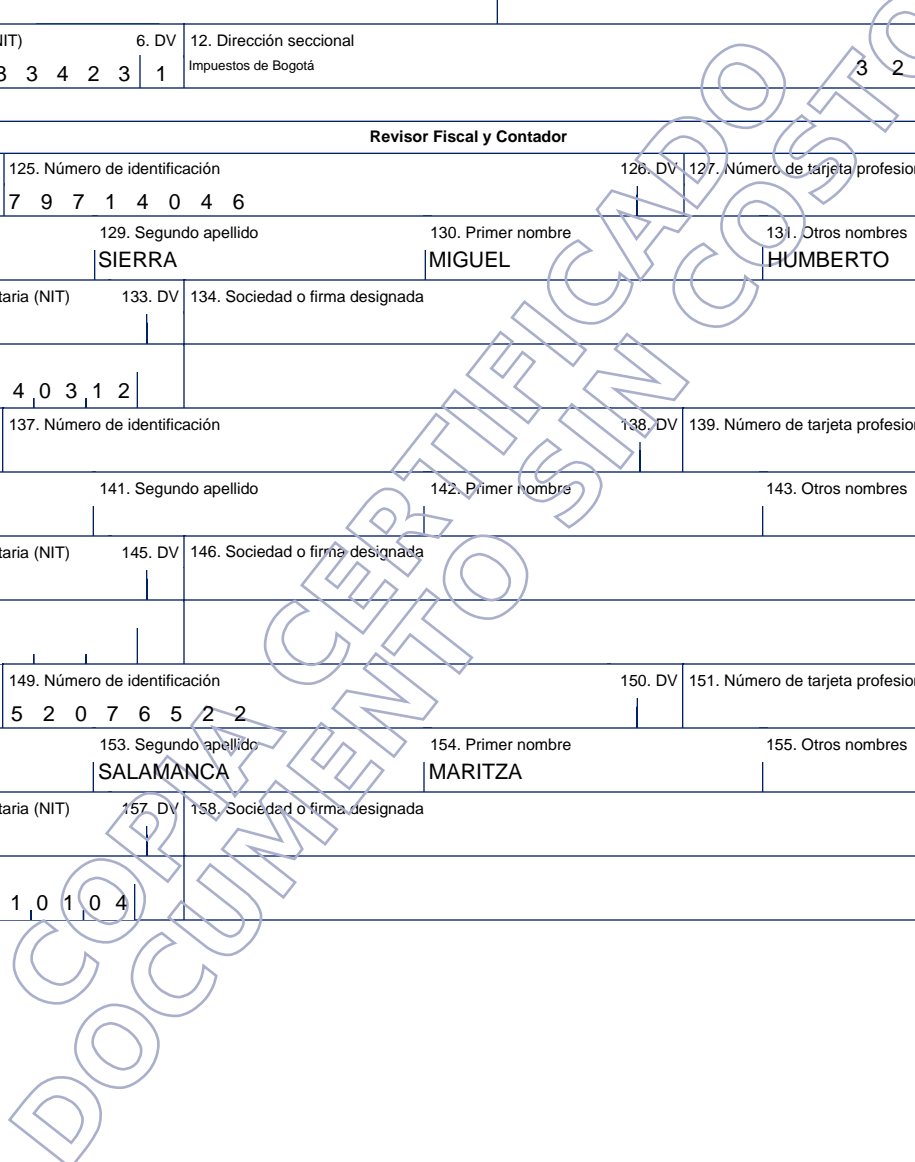 NIT) 6. DV 12. Dirección seccional
3 3 4 2 3 1 Impuestos de Bogotá 3 2
Revisor Fiscal y Contador
125. Número de identificación 126. DV 127. Número de tarjeta profesion
7 9 7 1 4 0 4 6
129. Segundo apellido 130. Primer nombre 131. Otros nombres
SIERRA MIGUEL HUMBERTO
taria (NIT) 133. DV 134. Sociedad o firma designada
4 0 3 1 2
137. Número de identificación 138. DV 139. Número de tarjeta profesion
141. Segundo apellido 142. Primer nombre 143. Otros nombres
taria (NIT) 145. DV 146. Sociedad o firma designada
149. Número de identificación 150. DV 151. Número de tarjeta profesion
5 2 0 7 6 5 2 2
153. Segundo apellido 154. Primer nombre 155. Otros nombres
SALAMANCA MARITZA
taria (NIT) 157. DV 158. Sociedad o firma designada
1 0 1 0 4
COPIA CERTIFICADO
DOCUMENTO SIN COSTO